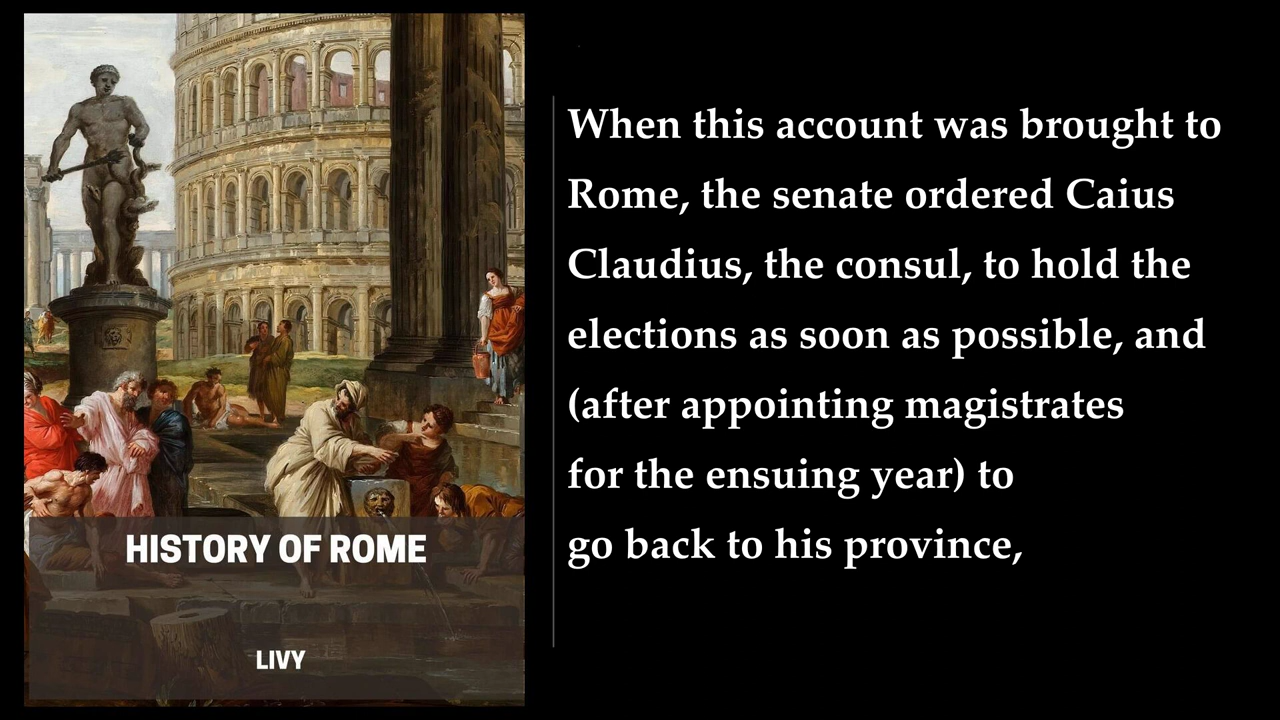 HISTORY OF ROME
LIVY
When this account was brought to
Rome, the senate ordered Caius
Claudius, the consul, to hold the
elections as soon as possible, and
(after appointing magistrates
for the ensuing year) to
go back to his province,